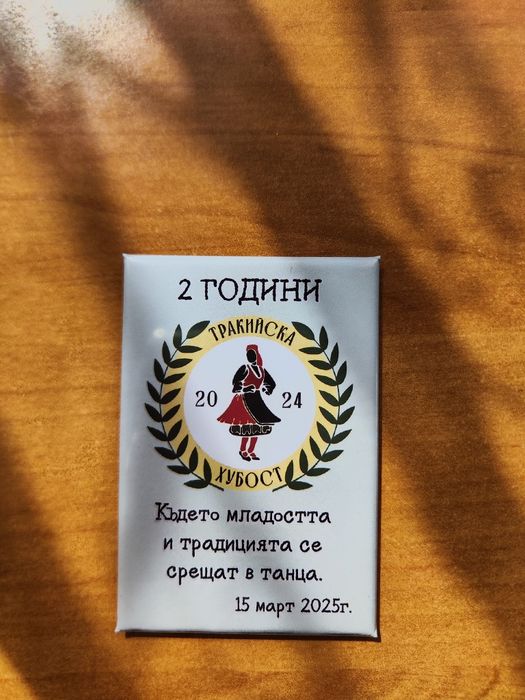 2 ГОДИНИ
ТРАКИЙСКА
20 24
ХУБОСТ
Където младостта
и традицията се
срещат в танца.
15 март 2025г.